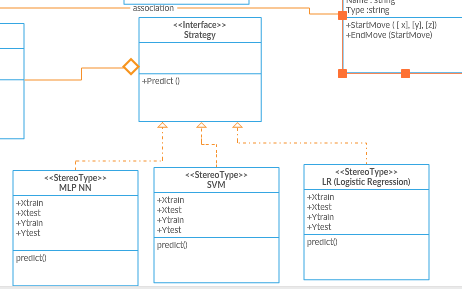 association
Name : string
Type :string
+StartMove ( [ x], [y], [z])
+EndMove (StartMove)
<<Interface>>
Strategy
+Predict ()
<<StereoType>>
MLP NN
+Xtrain
+Xtest
+Ytrain
+Ytest
predict()
<<StereoType>>
SVM
+Xtrain
+Xtest
+Ytrain
+Ytest
predict()
<<StereoType>>
LR (Logistic Regression)
+Xtrain
+Xtest
+Ytrain
+Ytest
predict()